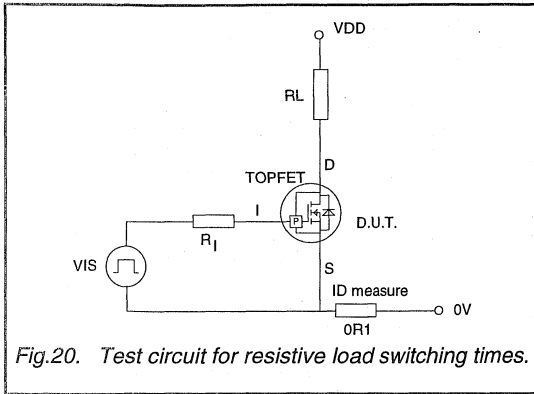 VDD
RL
D
TOPFET
I
P
D.U.T.
RI
VIS
S
ID measure
0V
0R1
Fig.20. Test circuit for resistive load switching times.